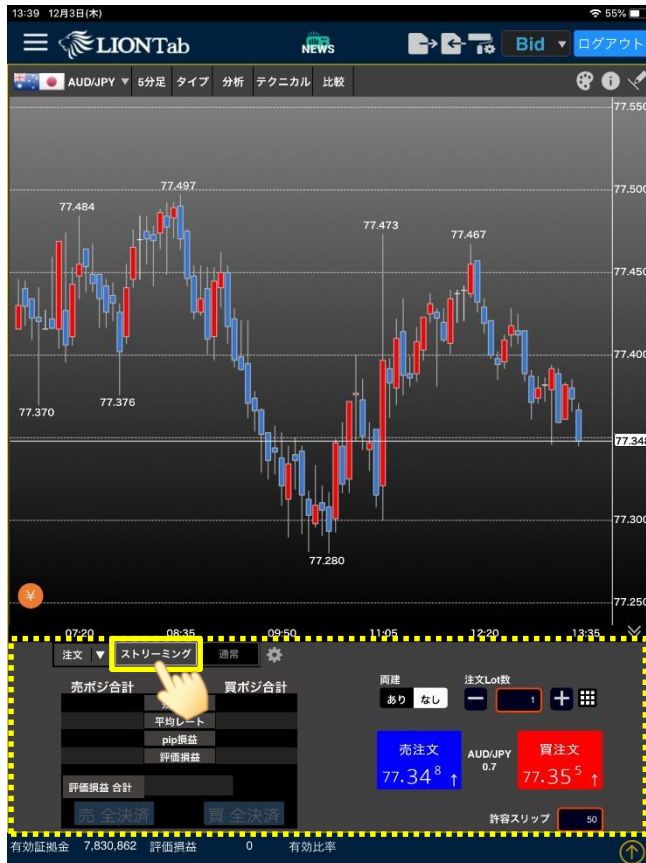 13:39 12月3日(木) 55%
LIONTab NEWS Bid ▼ ログアウト
AUD/JPY ▼ 5分足 タイプ 分析 テクニカル 比較
77.550
77.500
77.497
77.484
77.473
77.467
77.450
77.400
77.376
77.370
77.348
77.300
77.280
¥
77.250
07:20 08:35 09:50 11:05 12:20 13:35
注文 ▼ ストリーミング 通常
売ポジ合計 買ポジ合計
両建 注文Lot数
あり なし 1
平均レート
pip損益
評価損益
売注文 AUD/JPY 買注文
77.348 ↑ 0.7 77.355 ↑
評価損益 合計
売 全決済 買 全決済
許容スリップ 50
有効証拠金 7,830,862 評価損益 0 有効比率